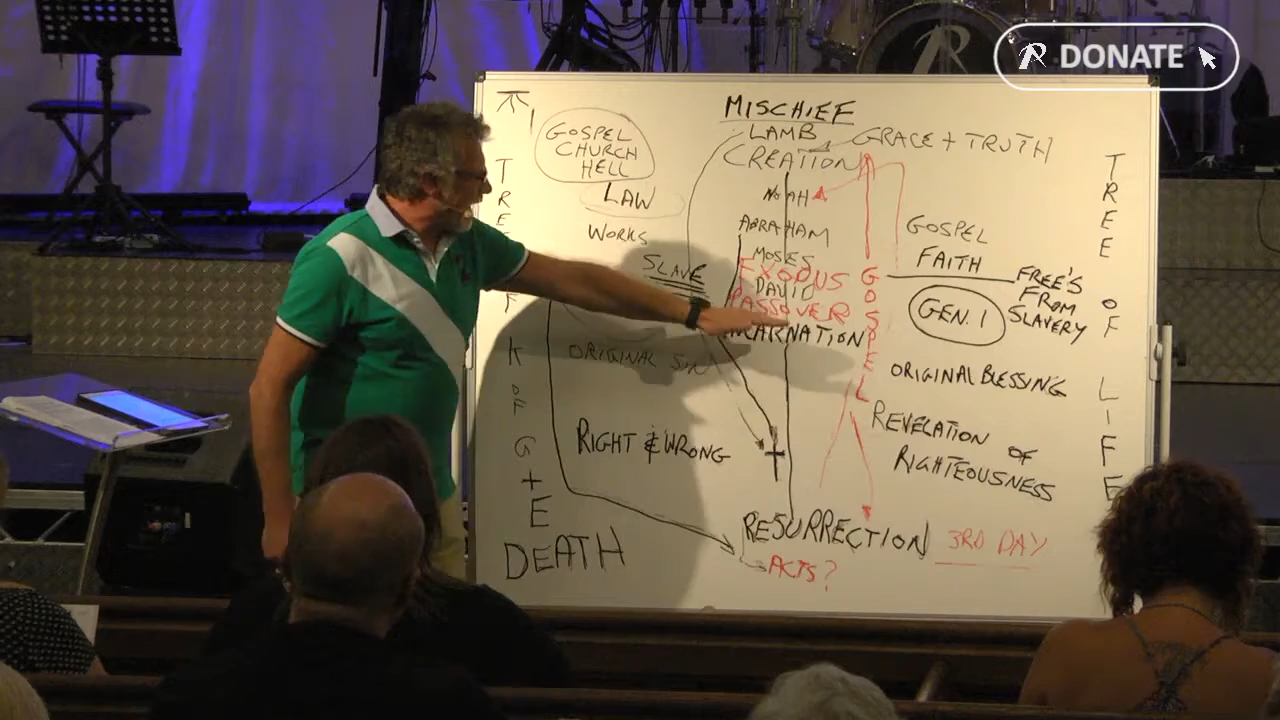 DONATE
MISCHIEF
LAMB
GRACE + TRUTH
CREATION
NOAH
ABRAHAM
MOSES
EXODUS
DAVID
PASSOVER
INCARNATION
GOSPEL
CHURCH
HELL
LAW
WORKS
SLAVE
ORIGINAL SIN
RIGHT & WRONG
K OF G+E
DEATH
GOSPEL
GOSPEL
FAITH
GEN. 1
FREE'S
FROM
SLAVERY
ORIGINAL BLESSING
REVELATION OF
RIGHTEOUSNESS
RESURRECTION
3RD DAY
ACTS?
TREE OF LIFE